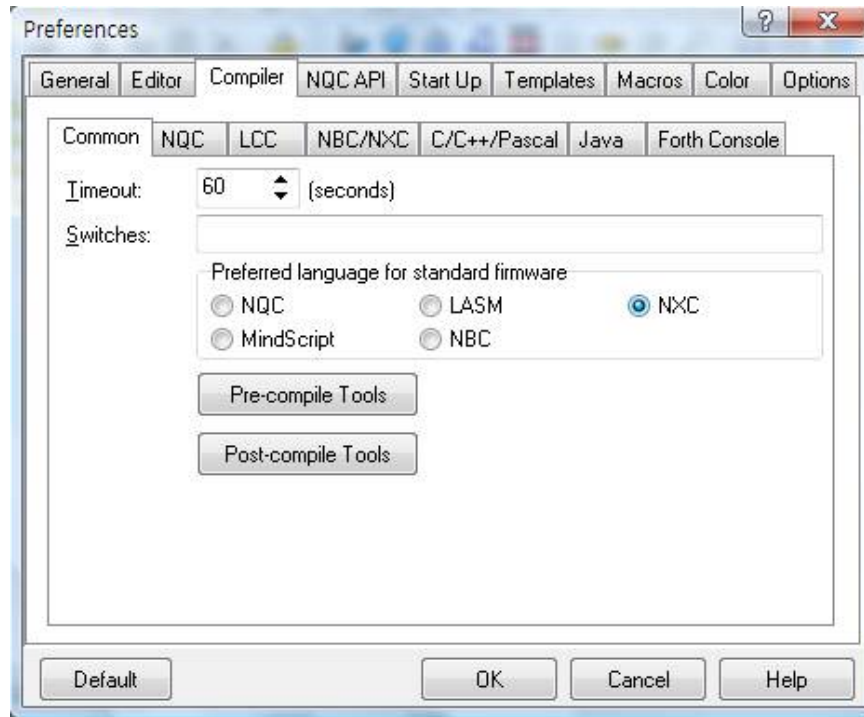 Preferences
General Editor Compiler NQC API Start Up Templates Macros Color Options
Common NQC LCC NBC/NXC C/C++/Pascal Java Forth Console
Timeout: 60 (seconds)
Switches:
Preferred language for standard firmware
NQC LASM NXC
MindScript NBC
Pre-compile Tools
Post-compile Tools
Default OK Cancel Help